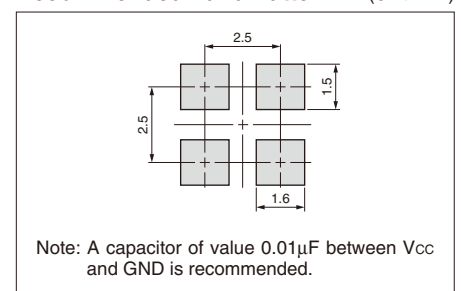 2.5
1.5
2.5
1.6
Note: A capacitor of value 0.01μF between Vcc
and GND is recommended.